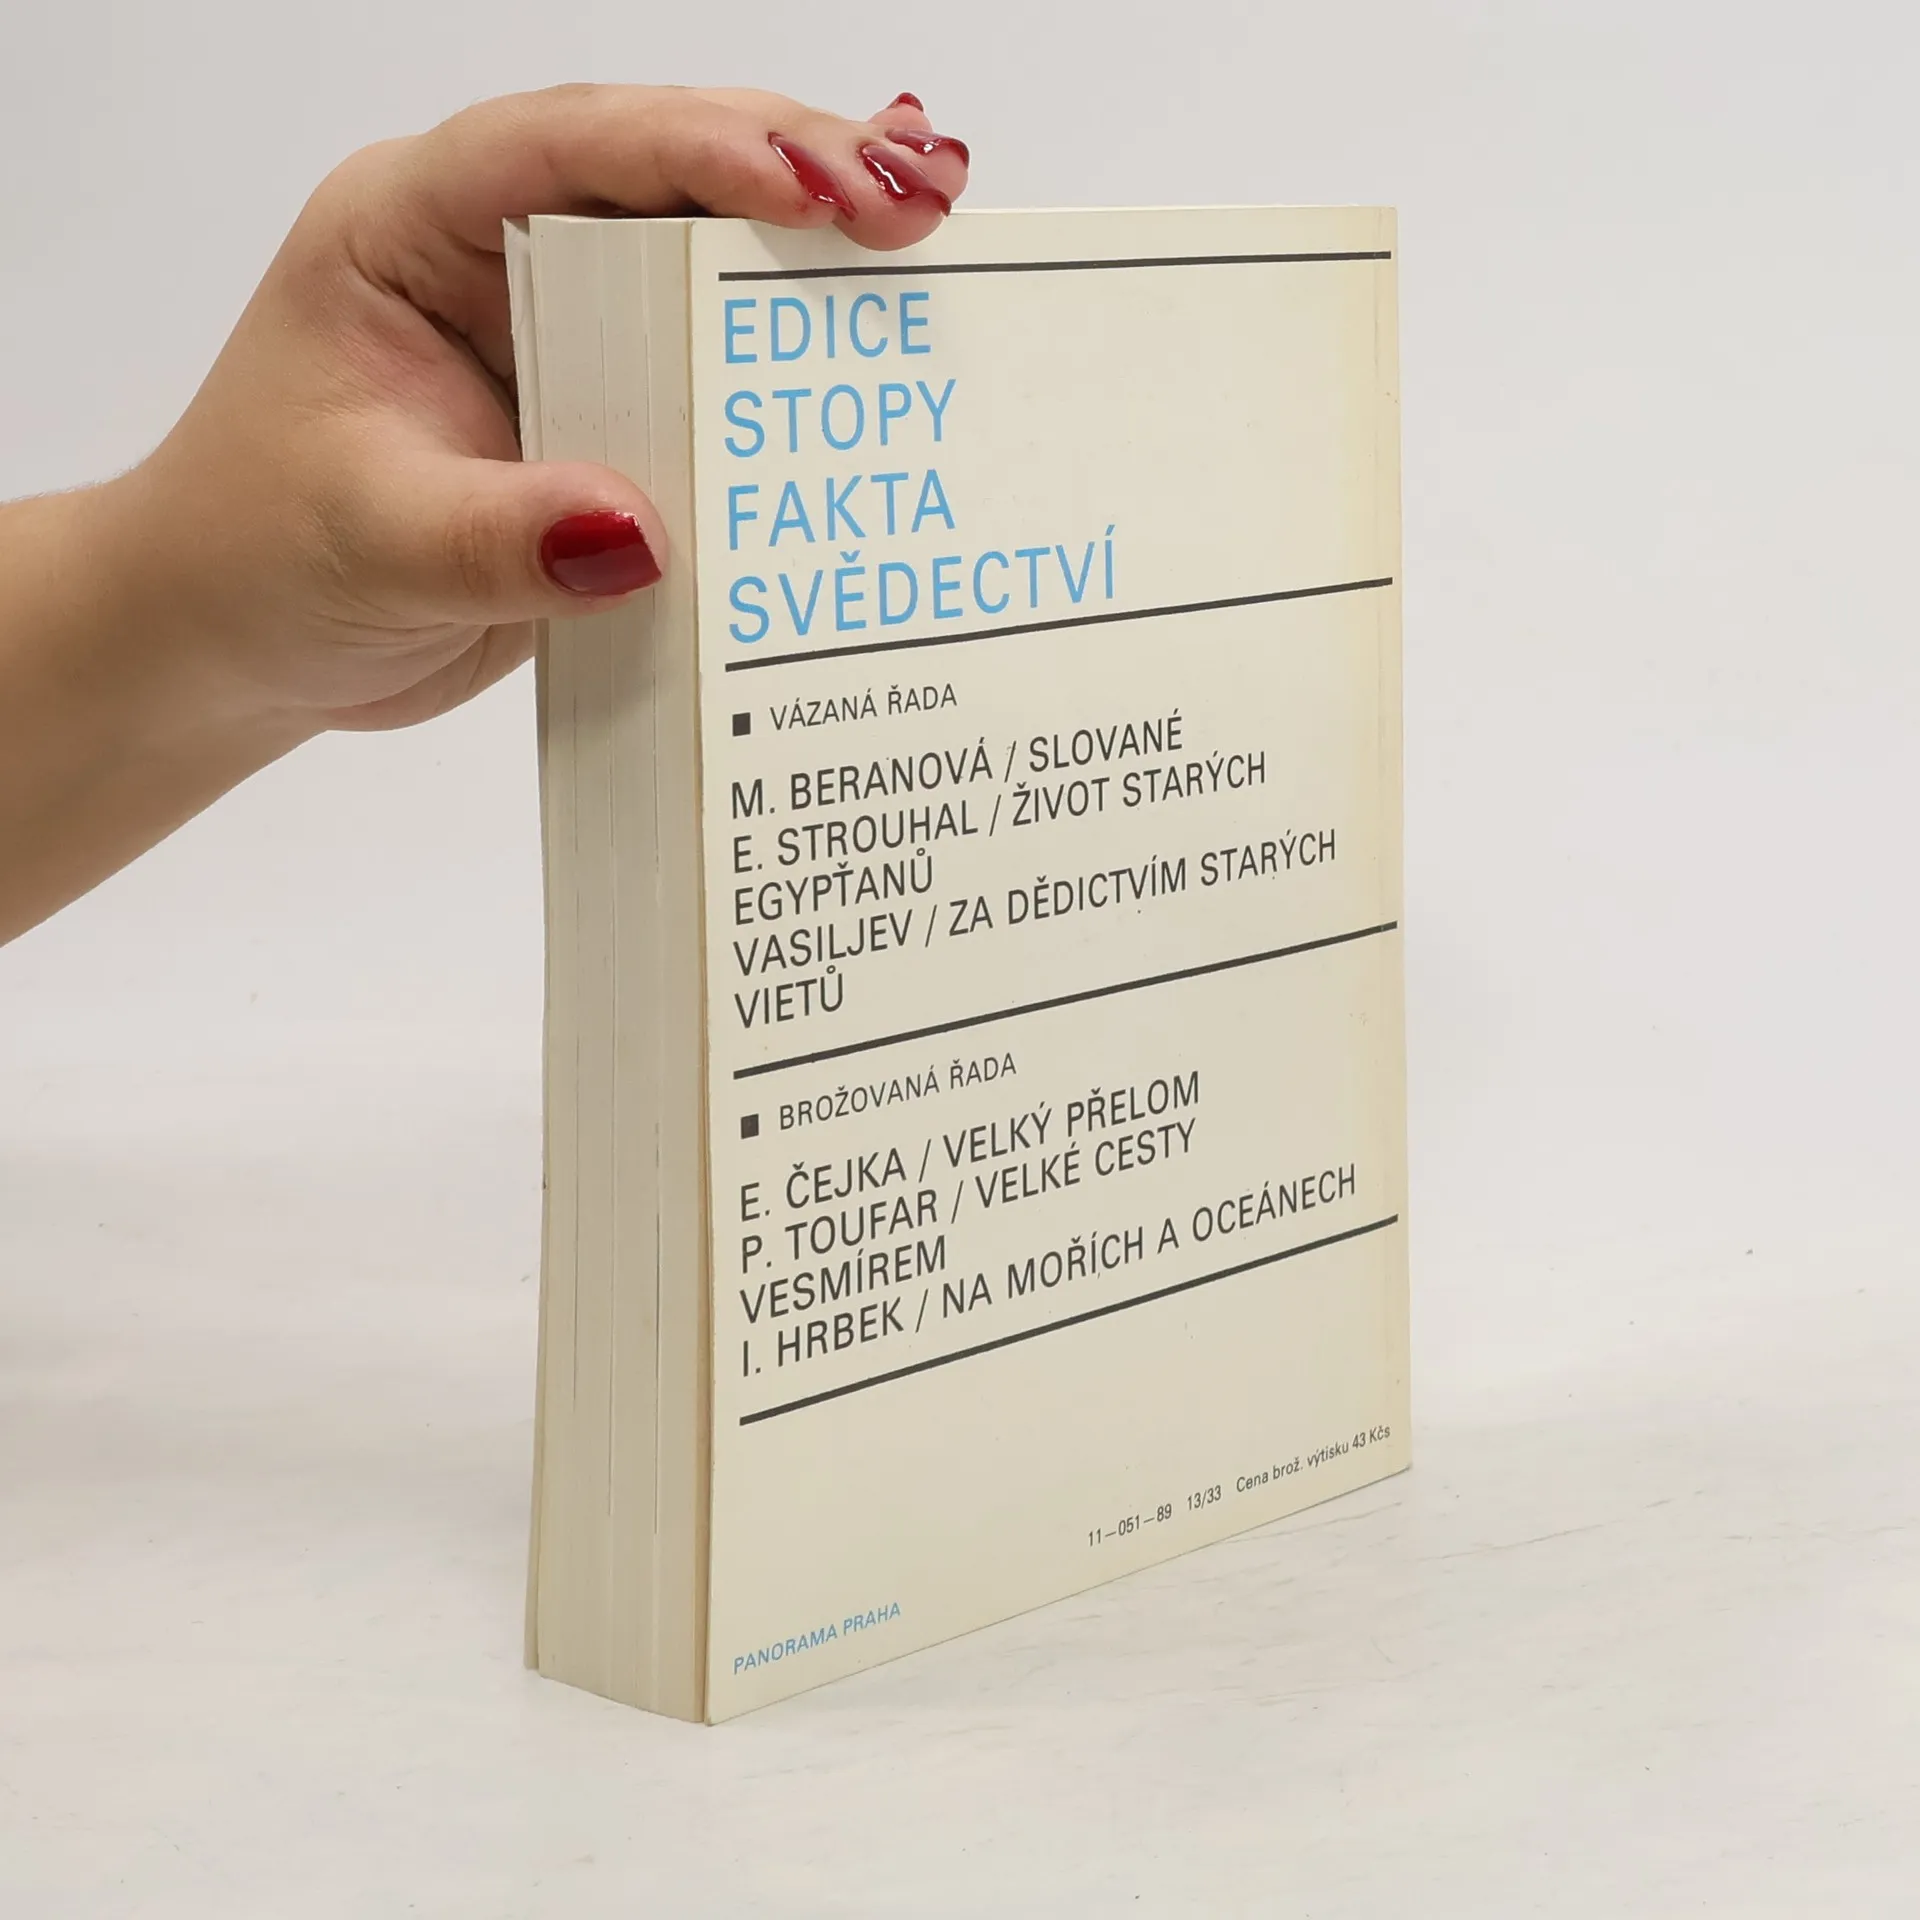 EDICE
STOPY
FAKTA
SVĚDECTVÍ
■ VÁZANÁ ŘADA
M. BERANOVÁ / SLOVANÉ
E. STROUHAL / ŽIVOT STARÝCH
EGYPŤANŮ
VASILJEV / ZA DĚDICTVÍM STARÝCH
VIETŮ
■ BROŽOVANÁ ŘADA
E. ČEJKA / VELKÝ PŘELOM
P. TOUFAR / VELKÉ CESTY
VESMÍREM
I. HRBEK / NA MOŘÍCH A OCEÁNECH
11—051—89 13/33 Cena brož. výtisku 43 Kčs
PANORAMA PRAHA